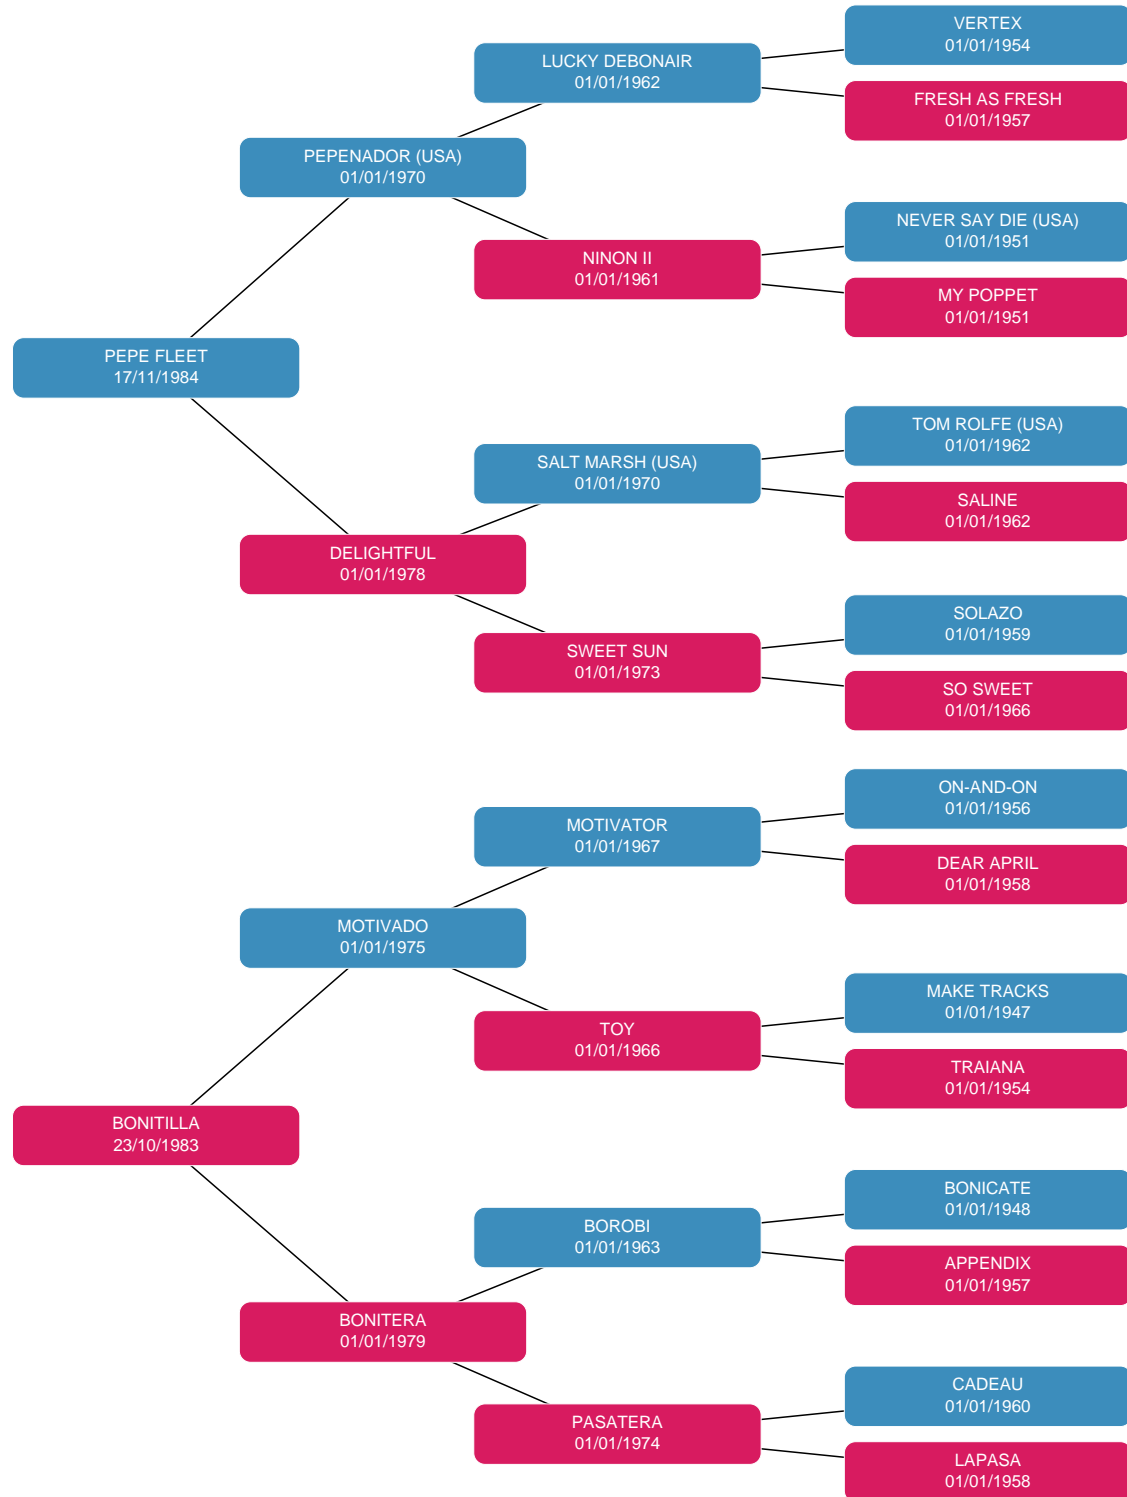 VERTEX
01/01/1954
LUCKY DEBONAIR
01/01/1962
FRESH AS FRESH
01/01/1957
PEPENADOR (USA)
01/01/1970
NEVER SAY DIE (USA)
01/01/1951
NINON II
01/01/1961
MY POPPET
01/01/1951
PEPE FLEET
17/11/1984
TOM ROLFE (USA)
01/01/1962
SALT MARSH (USA)
01/01/1970
SALINE
01/01/1962
DELIGHTFUL
01/01/1978
SOLAZO
01/01/1959
SWEET SUN
01/01/1973
SO SWEET
01/01/1966
ON-AND-ON
01/01/1956
MOTIVATOR
01/01/1967
DEAR APRIL
01/01/1958
MOTIVADO
01/01/1975
MAKE TRACKS
01/01/1947
TOY
01/01/1966
TRAIANA
01/01/1954
BONITILLA
23/10/1983
BONICATE
01/01/1948
BOROBI
01/01/1963
APPENDIX
01/01/1957
BONITERA
01/01/1979
CADEAU
01/01/1960
PASATERA
01/01/1974
LAPASA
01/01/1958